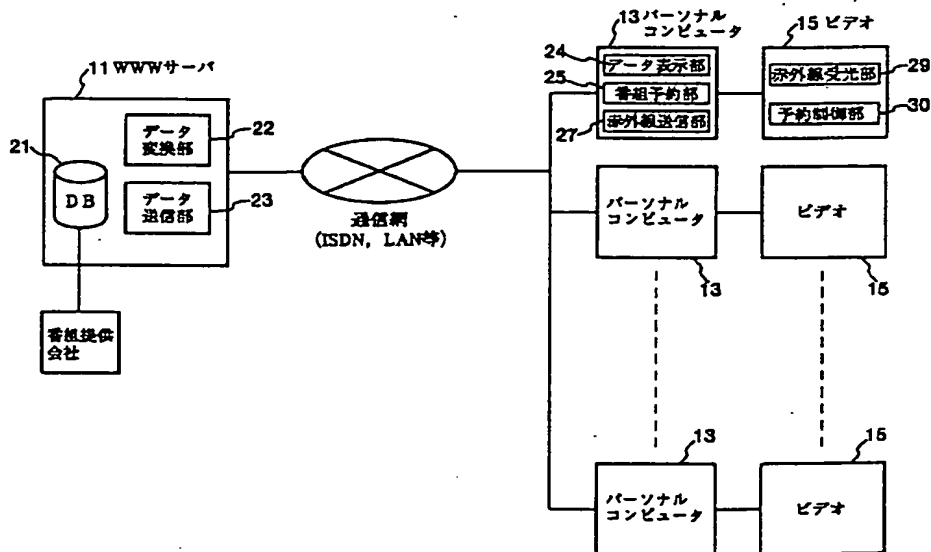 11 WWWサーバ
21
DB
データ
変換部
22
データ
送信部
23
番組提供
会社
通信網
(ISDN, LAN等)
13 パーソナル
コンピュータ
24
データ表示部
25
番組予約部
27
赤外線送信部
15 ビデオ
赤外線受光部
29
予約制御部
30
パーソナル
コンピュータ
13
ビデオ
15
13
パーソナル
コンピュータ
15
ビデオ